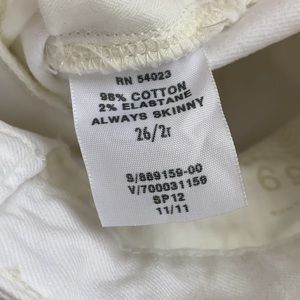 RN 54023
98% COTTON
2% ELASTANE
ALWAYS SKINNY
26/2r
S/889159-00
V/700031159
SP12
11/11